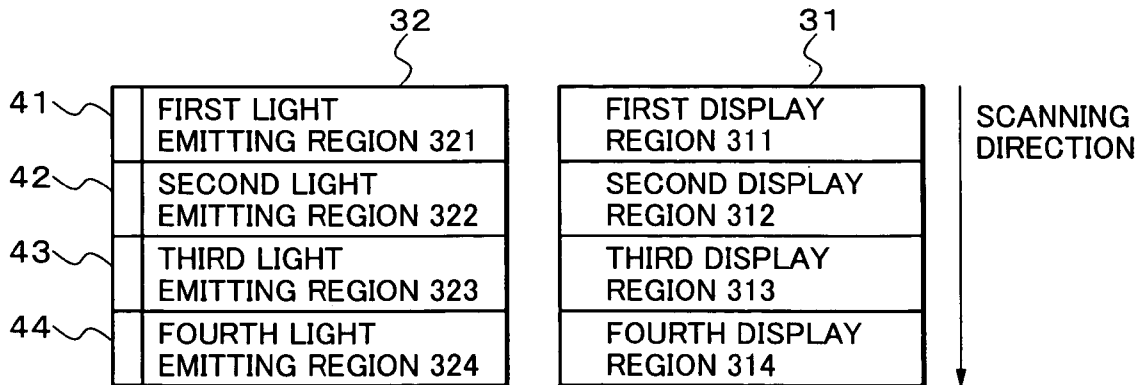 32
31
41
FIRST LIGHT
EMITTING REGION 321
FIRST DISPLAY
REGION 311
SCANNING
DIRECTION
42
SECOND LIGHT
EMITTING REGION 322
SECOND DISPLAY
REGION 312
43
THIRD LIGHT
EMITTING REGION 323
THIRD DISPLAY
REGION 313
44
FOURTH LIGHT
EMITTING REGION 324
FOURTH DISPLAY
REGION 314